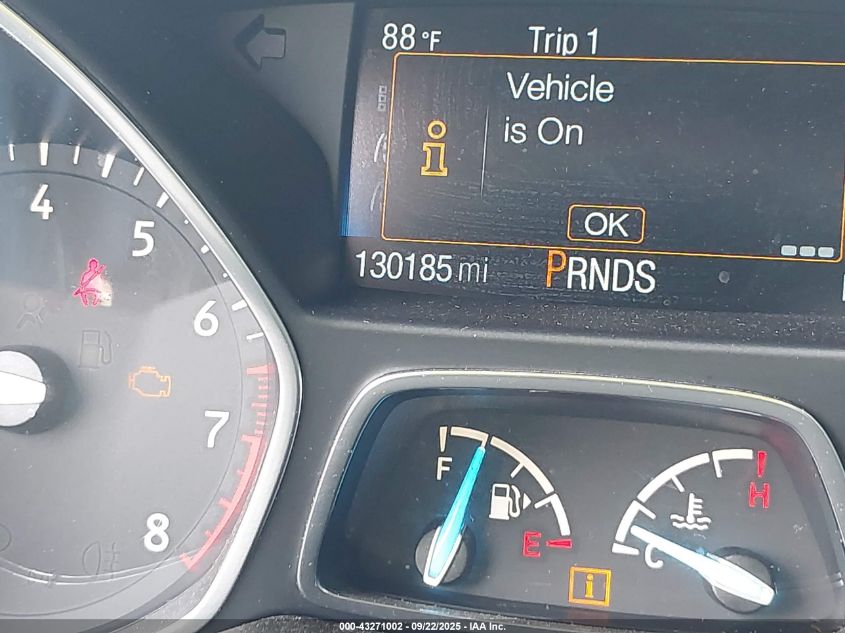 88 °F Trip 1
Vehicle
is On
i
OK
130185 mi PRNDS
4
5
6
7
8
F
E
H
C
i
000-43271002 - 09/22/2025 - IAA Inc.